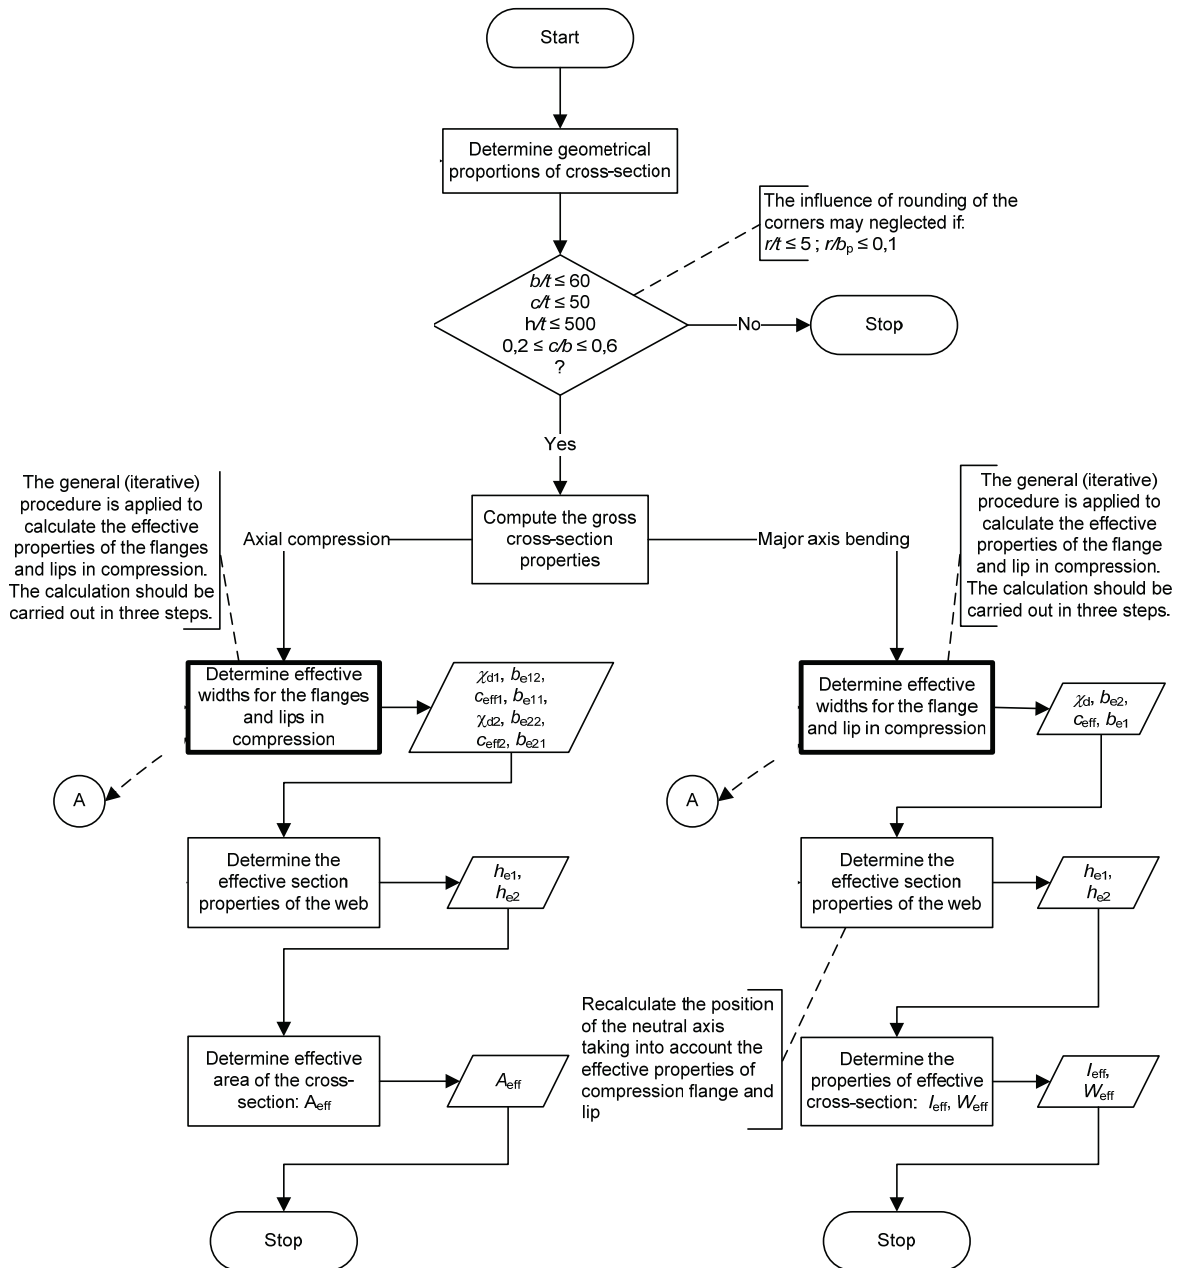 Start
Determine geometrical
proportions of cross-section
The influence of rounding of the
corners may neglected if:
r/t ≤ 5 ; r/bp ≤ 0,1
b/t ≤ 60
c/t ≤ 50
h/t ≤ 500
0,2 ≤ c/b ≤ 0,6
?
No
Stop
Yes
The general (iterative)
procedure is applied to
calculate the effective
properties of the flanges
and lips in compression.
The calculation should be
carried out in three steps.
Axial compression
Compute the gross
cross-section
properties
Major axis bending
The general (iterative)
procedure is applied to
calculate the effective
properties of the flange
and lip in compression.
The calculation should be
carried out in three steps.
Determine effective
widths for the flanges
and lips in
compression
χd1, be12,
ceff1, be11,
χd2, be22,
ceff2, be21
Determine effective
widths for the flange
and lip in compression
χd, be2,
ceff, be1
A
A
Determine the
effective section
properties of the web
he1,
he2
Determine the
effective section
properties of the web
he1,
he2
Recalculate the position
of the neutral axis
taking into account the
effective properties of
compression flange and
lip
Determine effective
area of the cross-
section: Aeff
Aeff
Determine the
properties of effective
cross-section: Ieff, Weff
Ieff,
Weff
Stop
Stop